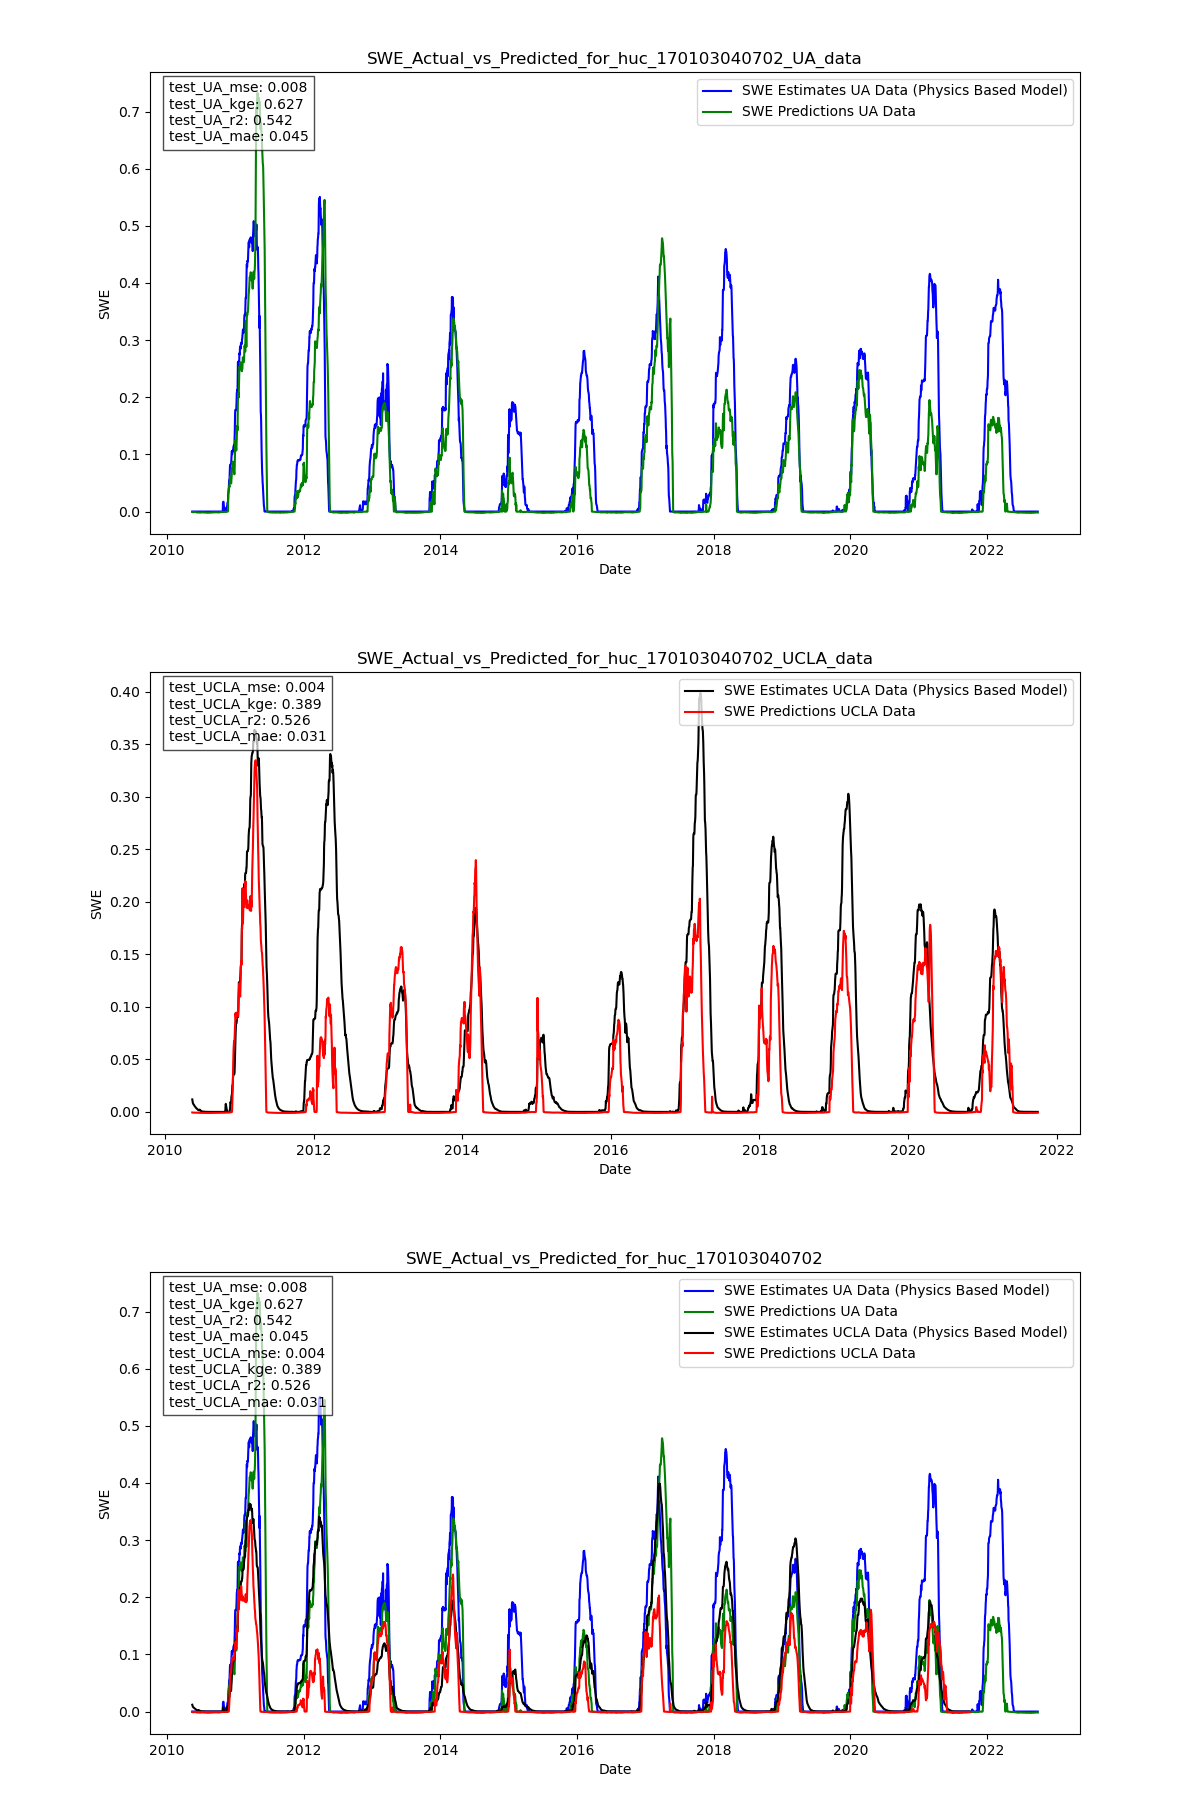 SWE_Actual_vs_Predicted_for_huc_170103040702_UA_data
test_UA_mse: 0.008
test_UA_kge: 0.627
test_UA_r2: 0.542
test_UA_mae: 0.045
SWE Estimates UA Data (Physics Based Model)
SWE Predictions UA Data
0.7
0.6
0.5
0.4
0.3
0.2
0.1
0.0
SWE
2010 2012 2014 2016 2018 2020 2022
Date
SWE_Actual_vs_Predicted_for_huc_170103040702_UCLA_data
test_UCLA_mse: 0.004
test_UCLA_kge: 0.389
test_UCLA_r2: 0.526
test_UCLA_mae: 0.031
SWE Estimates UCLA Data (Physics Based Model)
SWE Predictions UCLA Data
0.40
0.35
0.30
0.25
0.20
0.15
0.10
0.05
0.00
SWE
2010 2012 2014 2016 2018 2020 2022
Date
SWE_Actual_vs_Predicted_for_huc_170103040702
test_UA_mse: 0.008
test_UA_kge: 0.627
test_UA_r2: 0.542
test_UA_mae: 0.045
test_UCLA_mse: 0.004
test_UCLA_kge: 0.389
test_UCLA_r2: 0.526
test_UCLA_mae: 0.031
SWE Estimates UA Data (Physics Based Model)
SWE Predictions UA Data
SWE Estimates UCLA Data (Physics Based Model)
SWE Predictions UCLA Data
0.7
0.6
0.5
0.4
0.3
0.2
0.1
0.0
SWE
2010 2012 2014 2016 2018 2020 2022
Date